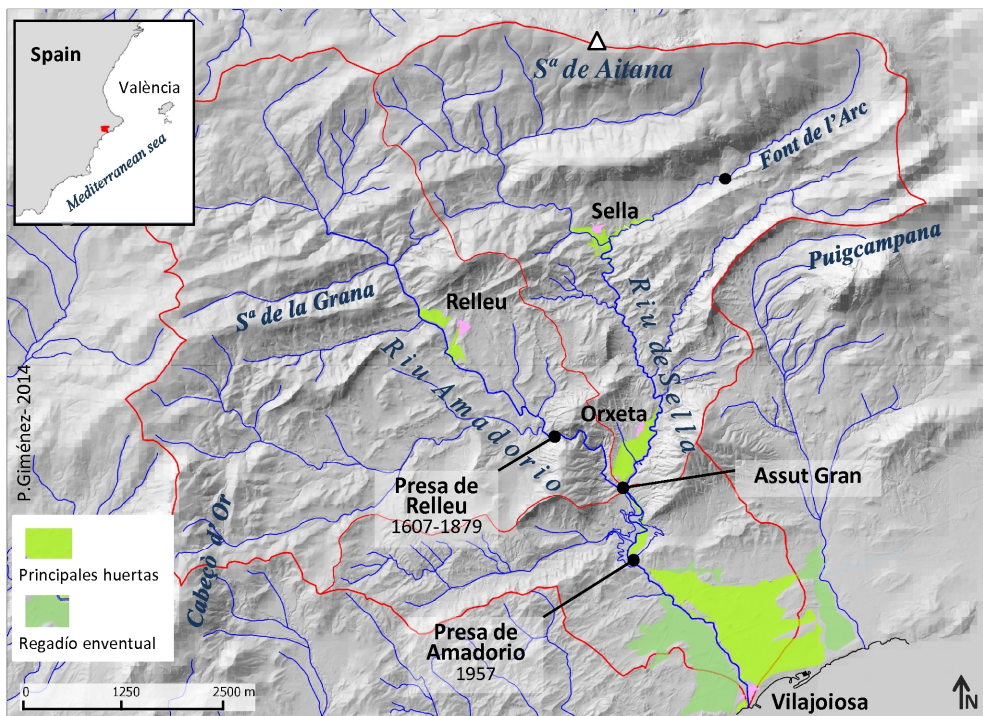 Spain
València
Mediterranean sea
Sª de Aitana
Font de l'Arc
Sella
Puigcampana
Sª de la Grana
Relleu
Riu de Sella
Riu Amadorio
Orxeta
P.Giménez- 2014
Presa de
Relleu
1607-1879
Assut Gran
Cabeçò d' Or
Principales huertas
Regadío enventual
Presa de
Amadorio
1957
0 1250 2500 m
Vilajoiosa
N